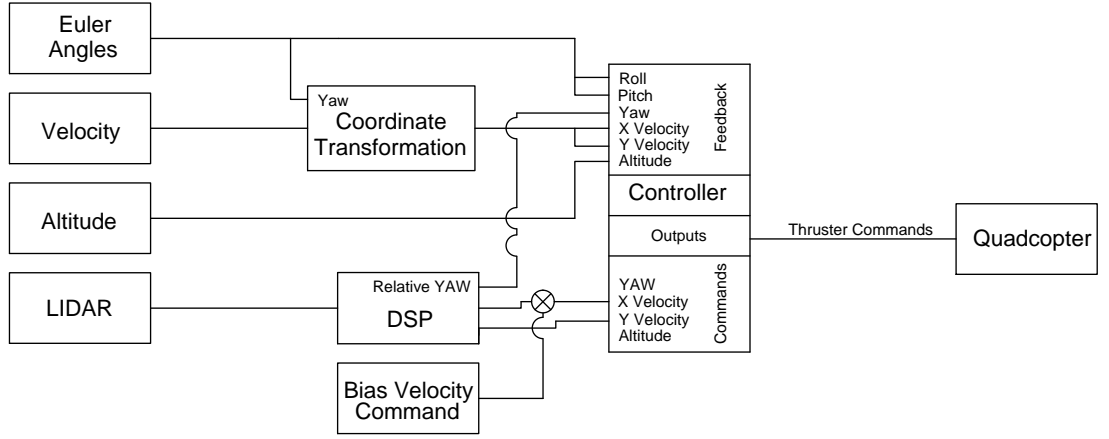 Euler
Angles
Velocity
Altitude
LIDAR
Yaw
Coordinate
Transformation
Relative YAW
DSP
Bias Velocity
Command
Roll
Pitch
Yaw
X Velocity
Y Velocity
Altitude
Feedback
Controller
Outputs
YAW
X Velocity
Y Velocity
Altitude
Commands
Thruster Commands
Quadcopter